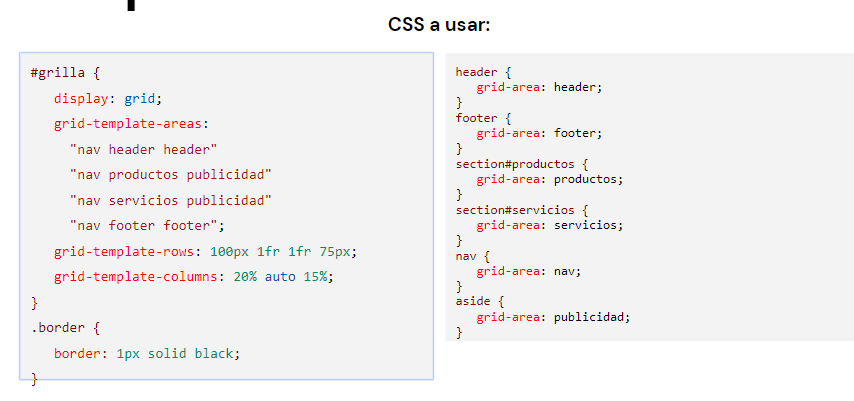 CSS a usar:
#grilla {
display: grid;
grid-template-areas:
"nav header header"
"nav productos publicidad"
"nav servicios publicidad"
"nav footer footer";
grid-template-rows: 100px 1fr 1fr 75px;
grid-template-columns: 20% auto 15%;
}
.border {
border: 1px solid black;
}
header {
grid-area: header;
}
footer {
grid-area: footer;
}
section#productos {
grid-area: productos;
}
section#servicios {
grid-area: servicios;
}
nav {
grid-area: nav;
}
aside {
grid-area: publicidad;
}